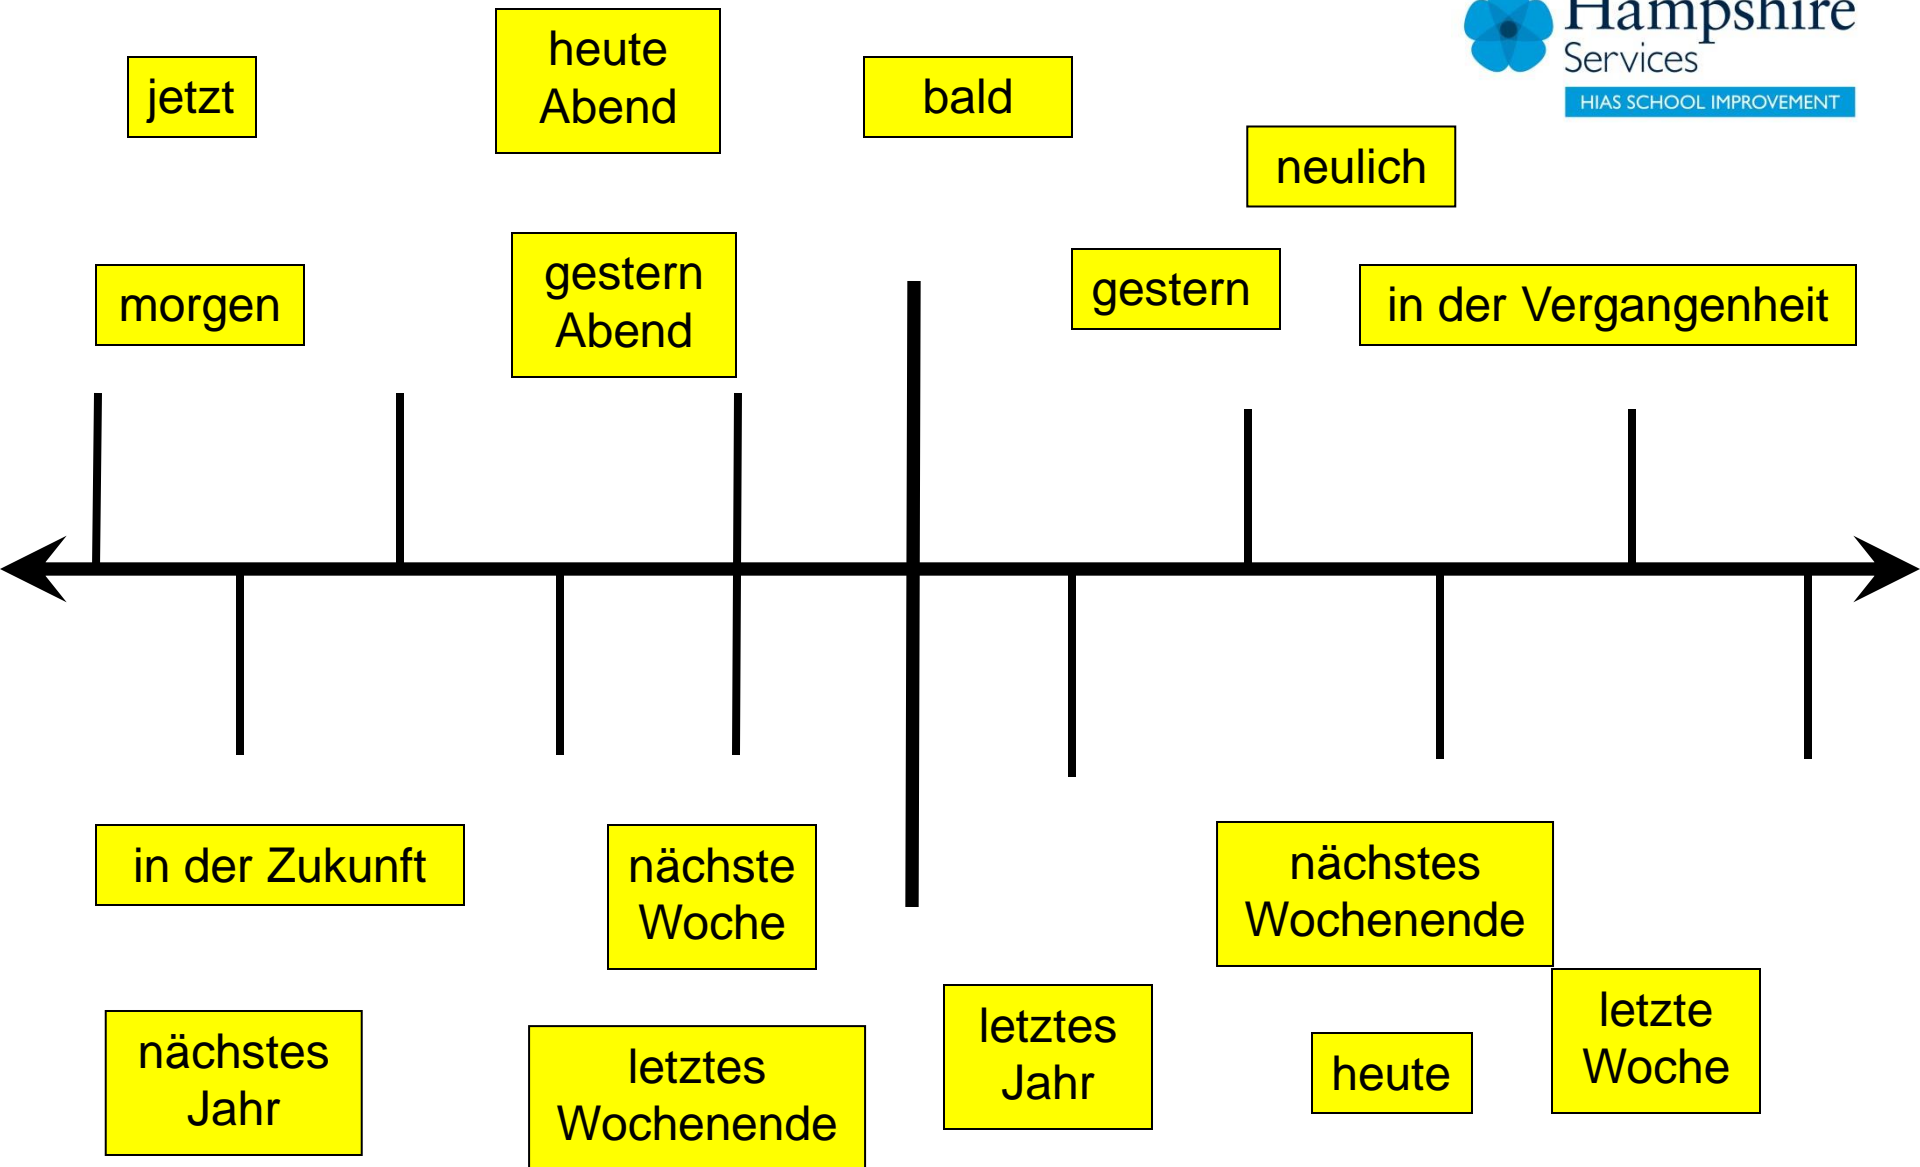 Hampshire
Services
HIAS SCHOOL IMPROVEMENT
jetzt
heute
Abend
bald
neulich
morgen
gestern
Abend
gestern
in der Vergangenheit
in der Zukunft
nächste
Woche
nächstes
Wochenende
nächstes
Jahr
letztes
Wochenende
letztes
Jahr
heute
letzte
Woche